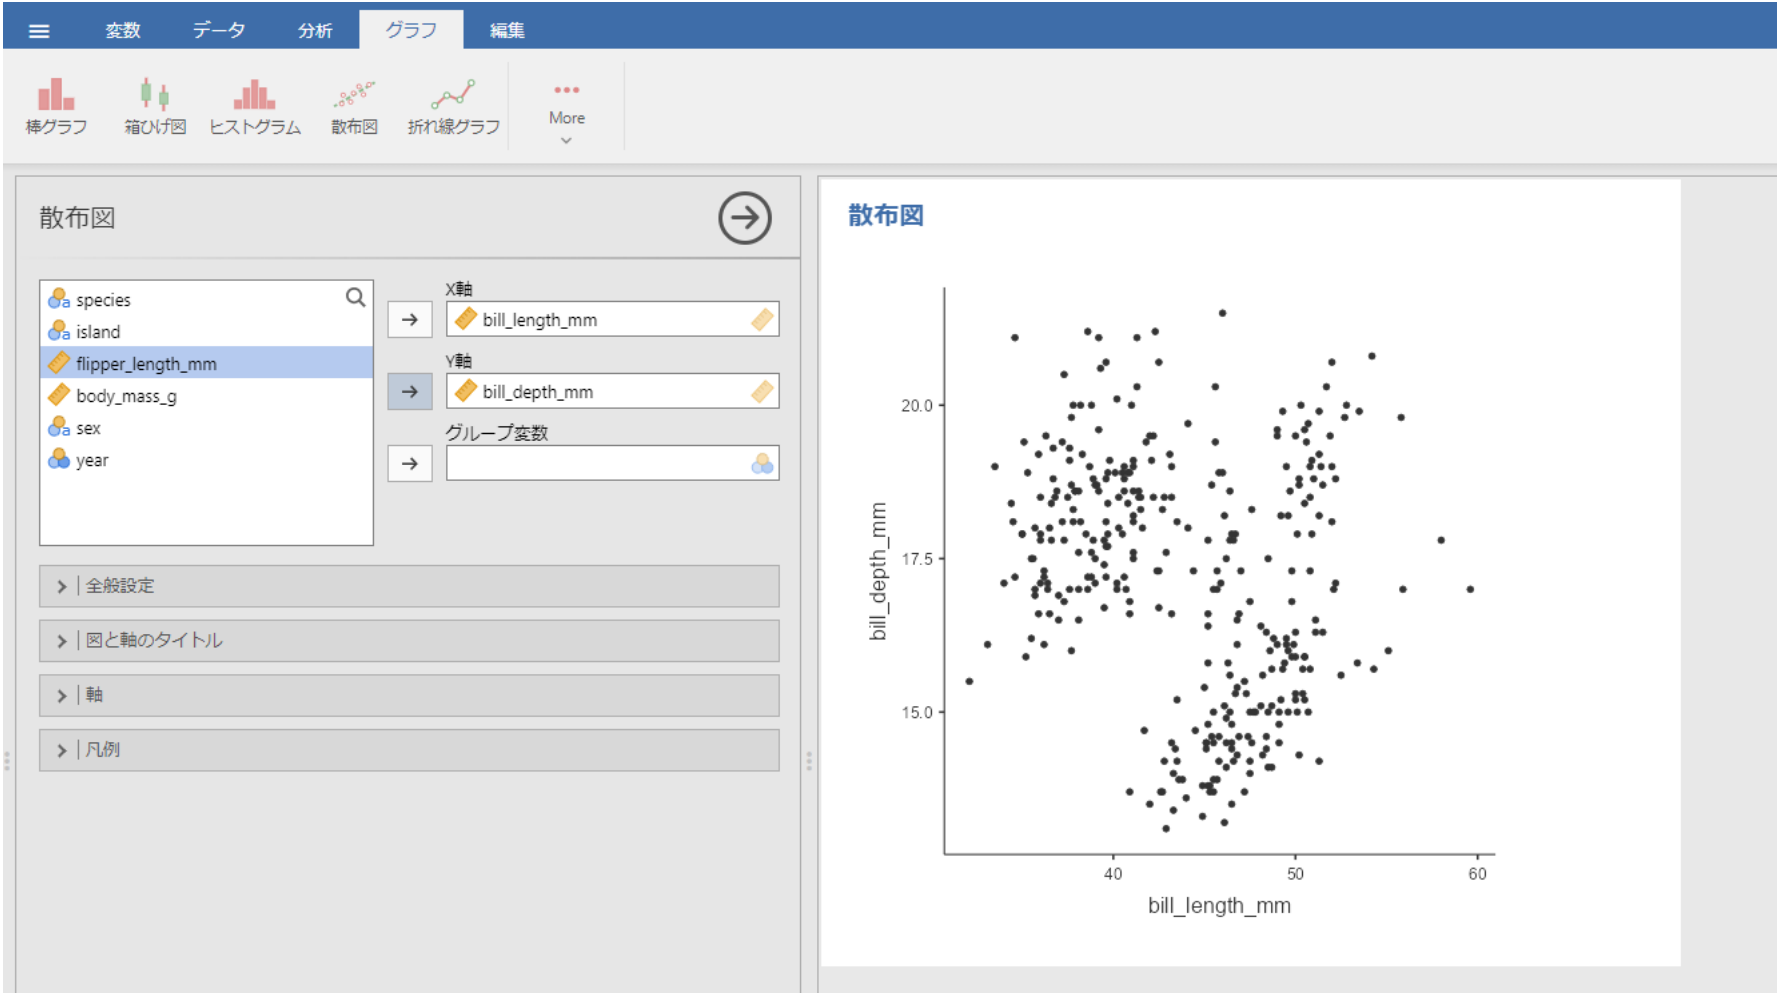 変数 データ 分析 グラフ 編集
棒グラフ 箱ひげ図 ヒストグラム 散布図 折れ線グラフ More
散布図
species
island
flipper_length_mm
body_mass_g
sex
year
X軸
bill_length_mm
Y軸
bill_depth_mm
グループ変数
全般設定
図と軸のタイトル
軸
凡例
散布図
20.0
17.5
15.0
bill_depth_mm
40 50 60
bill_length_mm